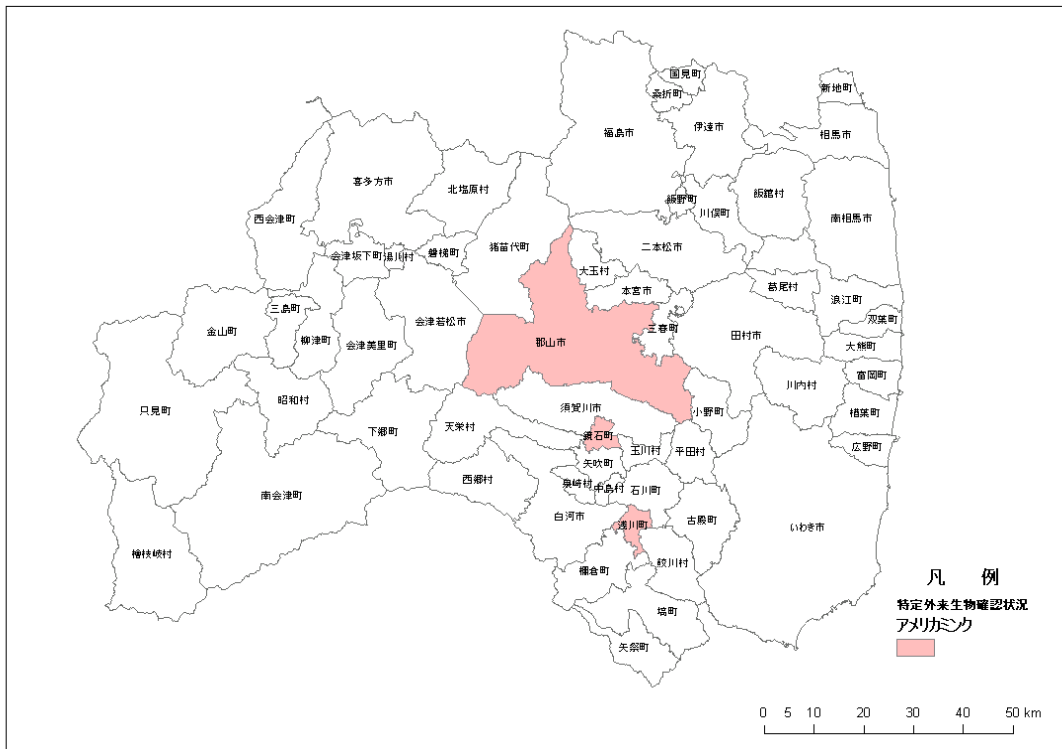 国見町
桑折町
新地町
福島市
伊達市
相馬市
喜多方市
北塩原村
飯舘村
飯野町
川俣町
西会津町
南相馬市
猪苗代町
二本松市
会津坂下町
湯川村
磐梯町
大玉村
本宮市
葛尾村
浪江町
三島町
双葉町
金山町
会津若松市
三春町
田村市
柳津町
会津美里町
郡山市
大熊町
川内村
富岡町
昭和村
只見町
須賀川市
小野町
楢葉町
下郷町
天栄村
鏡石町
玉川村
平田村
広野町
矢吹町
西郷村
泉崎村
中島村
石川町
南会津町
白河市
浅川町
古殿町
いわき市
檜枝岐村
鮫川村
棚倉町
塙町
矢祭町
凡 例
特定外来生物確認状況
アメリカミンク
0 5 10 20 30 40 50 km